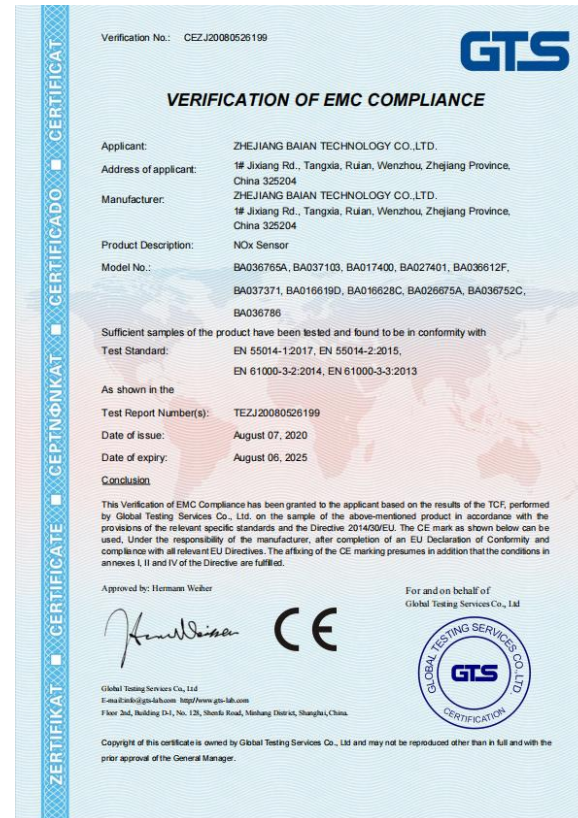 Verification No.: CEZJ20080526199
GTS
VERIFICATION OF EMC COMPLIANCE
Applicant: ZHEJIANG BAIAN TECHNOLOGY CO.,LTD.
Address of applicant: 1# Jixiang Rd., Tangxia, Ruian, Wenzhou, Zhejiang Province,
China 325204
Manufacturer: ZHEJIANG BAIAN TECHNOLOGY CO.,LTD.
1# Jixiang Rd., Tangxia, Ruian, Wenzhou, Zhejiang Province,
China 325204
Product Description: NOx Sensor
Model No.: BA036765A, BA037103, BA017400, BA027401, BA036612F,
BA037371, BA016619D, BA016628C, BA026675A, BA036752C,
BA036786
Sufficient samples of the product have been tested and found to be in conformity with
Test Standard: EN 55014-1:2017, EN 55014-2:2015,
EN 61000-3-2:2014, EN 61000-3-3:2013
As shown in the
Test Report Number(s): TEZJ20080526199
Date of issue: August 07, 2020
Date of expiry: August 06, 2025
Conclusion
This Verification of EMC Compliance has been granted to the applicant based on the results of the TCF, performed
by Global Testing Services Co., Ltd. on the sample of the above-mentioned product in accordance with the
provisions of the relevant specific standards and the Directive 2014/30/EU. The CE mark as shown below can be
used, Under the responsibility of the manufacturer, after completion of an EU Declaration of Conformity and
compliance with all relevant EU Directives. The affixing of the CE marking presumes in addition that the conditions in
annexes I, II and IV of the Directive are fulfilled.
Approved by: Hermann Weiher
For and on behalf of
Global Testing Services Co., Ltd
CE
GLOBAL TESTING SERVICES CO.,LTD.
GTS
CERTIFICATION
Global Testing Services Co., Ltd
E-mail:info@gts-lab.com http://www.gts-lab.com
Floor 2nd, Building D-1, No. 128, Shenfu Road, Minhang District, Shanghai, China.
Copyright of this certificate is owned by Global Testing Services Co., Ltd and may not be reproduced other than in full and with the
prior approval of the General Manager.
ZERTIFIKAT ■ CERTIFICATE ■ CEPTNФNKAT ■ CERTIFICADO ■ CERTIFICAT